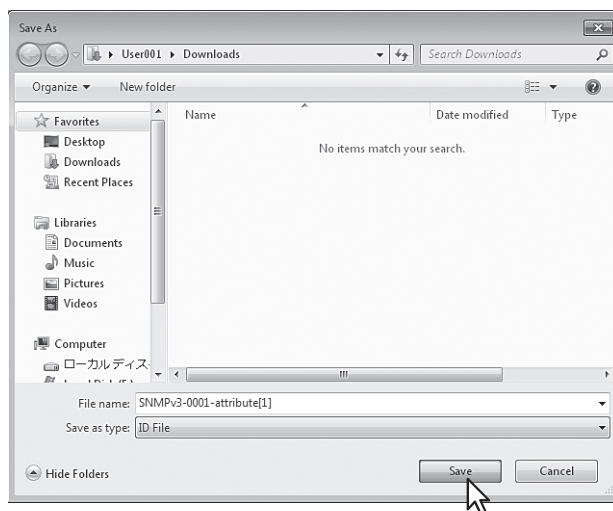 Save As
User001 Downloads
Search Downloads
Organize New folder
Name Date modified Type
No items match your search.
Favorites
Desktop
Downloads
Recent Places
Libraries
Documents
Music
Pictures
Videos
Computer
ローカル ディス
File name: SNMPv3-0001-attribute[1]
Save as type: ID File
Hide Folders
Save Cancel